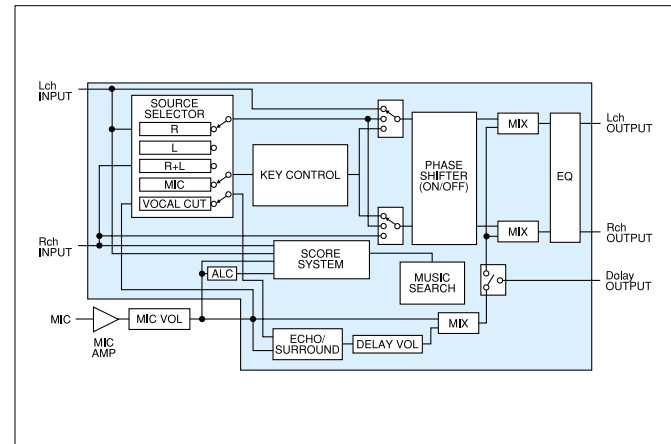 Lch
INPUT
SOURCE
SELECTOR
R
L
R+L
MIC
VOCAL CUT
KEY CONTROL
PHASE
SHIFTER
(ON/OFF)
MIX
MIX
EQ
Lch
OUTPUT
Rch
OUTPUT
Rch
INPUT
SCORE
SYSTEM
ALC
MUSIC
SEARCH
Dolay
OUTPUT
MIC
MIC
AMP
MIC VOL
ECHO/
SURROUND
DELAY VOL
MIX